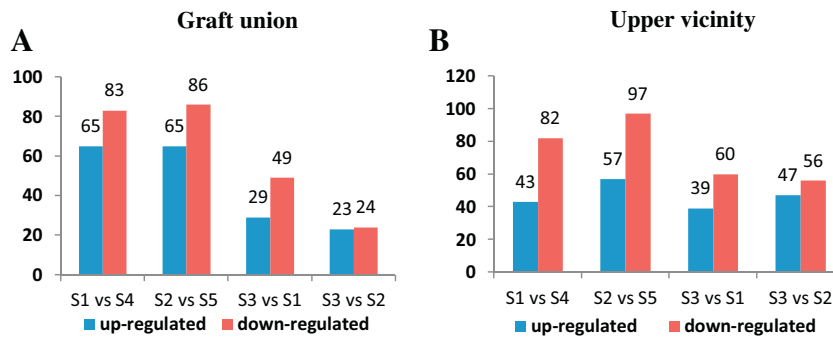 Graft union
A
100
80
60
40
20
0
65
83
65
86
29
49
23
24
S1 vs S4
S2 vs S5
S3 vs S1
S3 vs S2
up-regulated
down-regulated
Upper vicinity
B
120
100
80
60
40
20
0
43
82
57
97
39
60
47
56
S1 vs S4
S2 vs S5
S3 vs S1
S3 vs S2
up-regulated
down-regulated